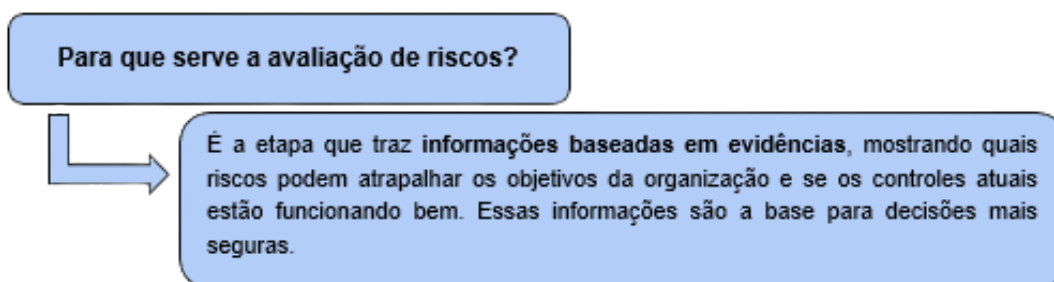 Para que serve a avaliação de riscos?
É a etapa que traz informações baseadas em evidências, mostrando quais
riscos podem atrapalhar os objetivos da organização e se os controles atuais
estão funcionando bem. Essas informações são a base para decisões mais
seguras.